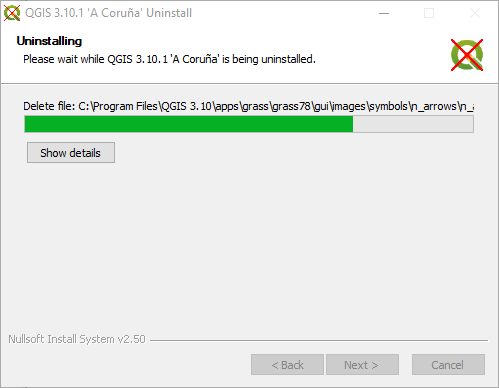 QGIS 3.10.1 'A Coruña' Uninstall
Uninstalling
Please wait while QGIS 3.10.1 'A Coruña' is being uninstalled.
Delete file: C:\Program Files\QGIS 3.10\apps\grass\grass78\gui\images\symbols\n_arrows\n_a
Show details
Nullsoft Install System v2.50
< Back Next > Cancel